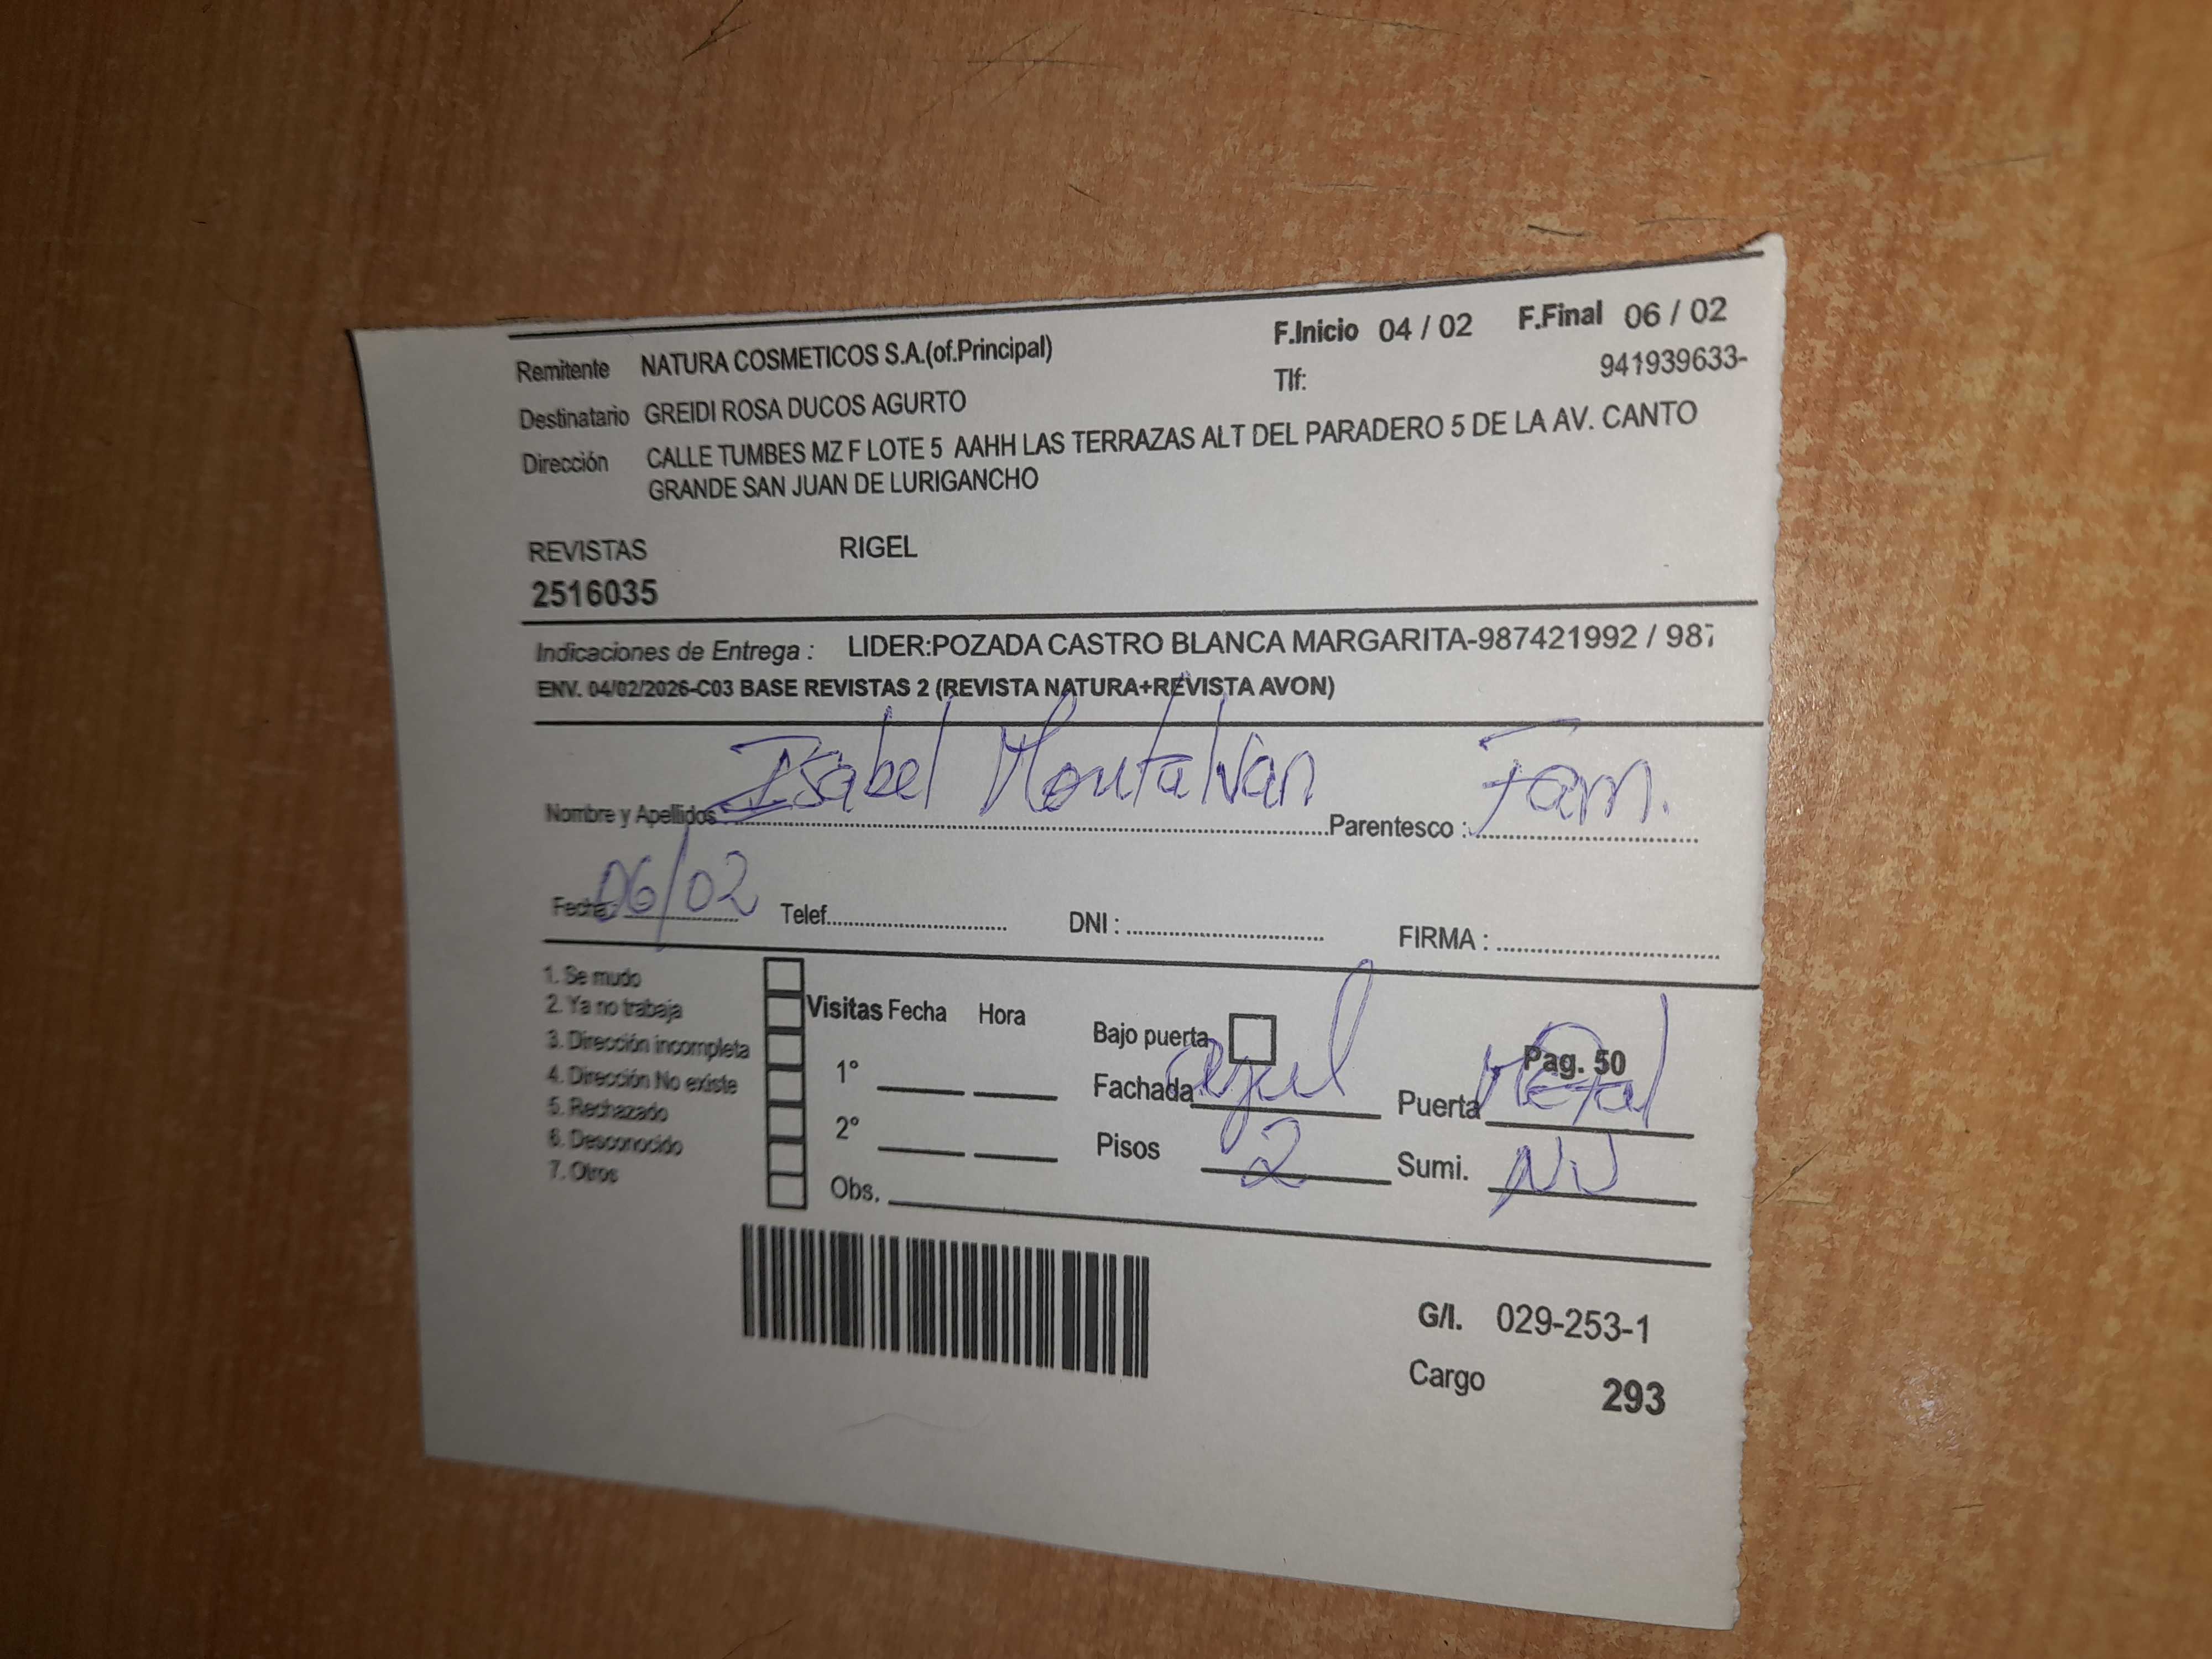 Remitente NATURA COSMETICOS S.A.(of.Principal) F.Inicio 04 / 02 F.Final 06 / 02
Tlf: 941939633-
Destinatario GREIDI ROSA DUCOS AGURTO
Dirección CALLE TUMBES MZ F LOTE 5 AAHH LAS TERRAZAS ALT DEL PARADERO 5 DE LA AV. CANTO
GRANDE SAN JUAN DE LURIGANCHO
REVISTAS RIGEL
2516035
Indicaciones de Entrega : LIDER:POZADA CASTRO BLANCA MARGARITA-987421992 / 987
ENV. 04/02/2026-C03 BASE REVISTAS 2 (REVISTA NATURA+REVISTA AVON)
Nombre y Apellidos : Isabel Montalvan Parentesco : Fam.
Fecha : 06/02 Telef. DNI : FIRMA :
1. Se mudo
2. Ya no trabaja
3. Dirección incompleta
4. Dirección No existe
5. Rechazado
6. Desconocido
7. Otros
Visitas Fecha Hora
1°
2°
Obs.
Bajo puerta
Pag. 50
Fachada azul Puerta Metal
Pisos 2 Sumi.
G/I. 029-253-1
Cargo 293